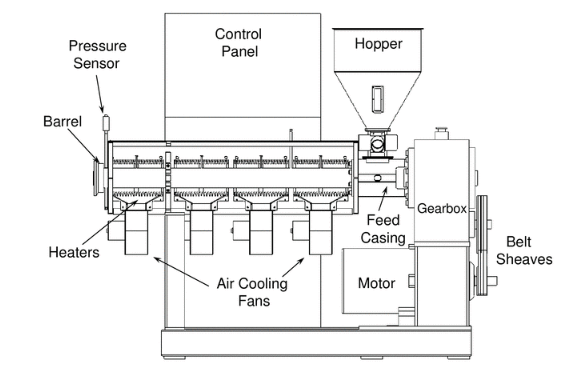 Control
Panel
Hopper
Pressure
Sensor
Barrel
Gearbox
Feed
Casing
Belt
Sheaves
Heaters
Air Cooling
Fans
Motor